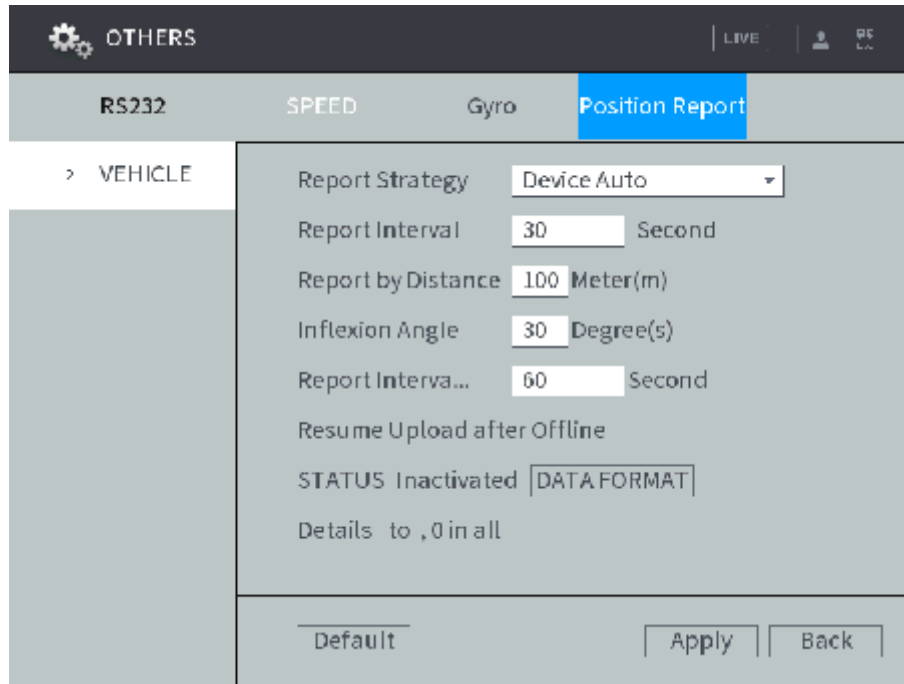 OTHERS
LIVE
RS232 SPEED Gyro Position Report
> VEHICLE
Report Strategy Device Auto
Report Interval 30 Second
Report by Distance 100 Meter(m)
Inflexion Angle 30 Degree(s)
Report Interva... 60 Second
Resume Upload after Offline
STATUS Inactivated DATA FORMAT
Details to , 0 in all
Default Apply Back